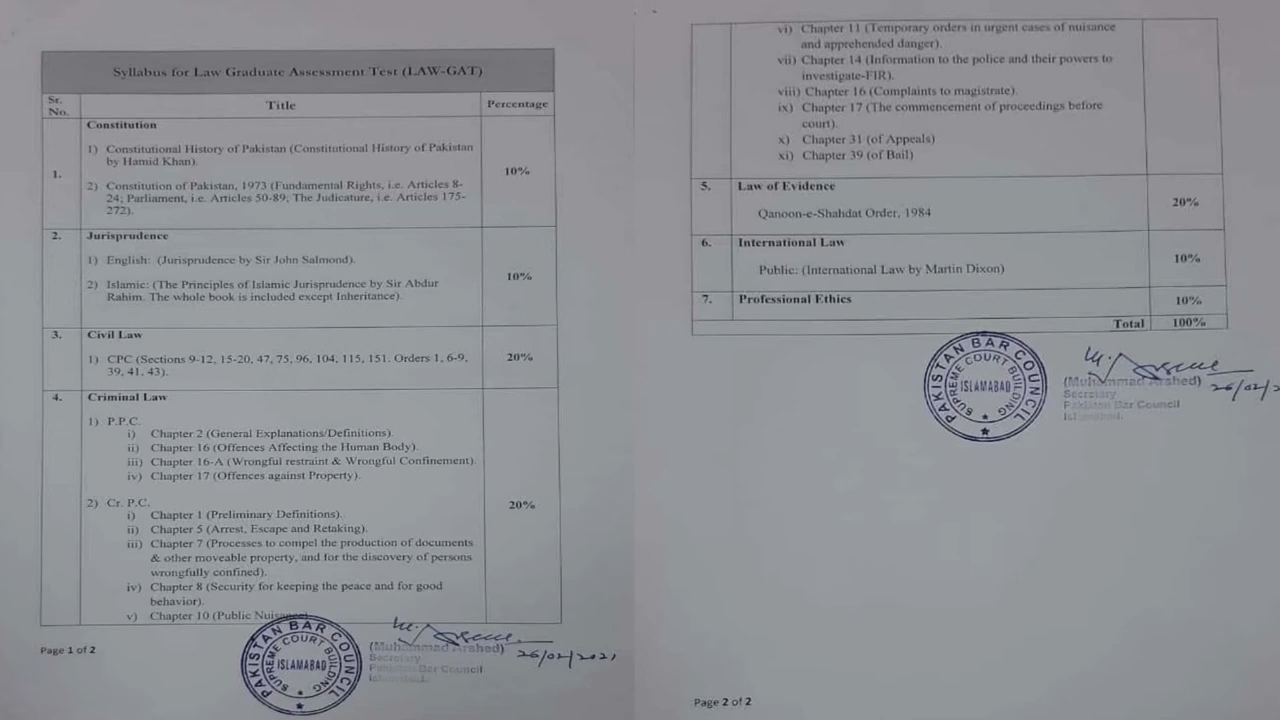 Syllabus for Law Graduate Assessment Test (LAW-GAT)
Sr. No. Title Percentage
Constitution
1) Constitutional History of Pakistan (Constitutional History of Pakistan
by Hamid Khan).
1. 10%
2) Constitution of Pakistan, 1973 (Fundamental Rights, i.e. Articles 8-
24; Parliament, i.e. Articles 50-89; The Judicature, i.e. Articles 175-
272).
2. Jurisprudence
1) English: (Jurisprudence by Sir John Salmond).
10%
2) Islamic: (The Principles of Islamic Jurisprudence by Sir Abdur
Rahim. The whole book is included except Inheritance).
3. Civil Law
1) CPC (Sections 9-12, 15-20, 47, 75, 96, 104, 115, 151. Orders 1, 6-9, 20%
39, 41, 43).
4. Criminal Law
1) P.P.C.
i) Chapter 2 (General Explanations/Definitions).
ii) Chapter 16 (Offences Affecting the Human Body).
iii) Chapter 16-A (Wrongful restraint & Wrongful Confinement).
iv) Chapter 17 (Offences against Property).
2) Cr. P.C. 20%
i) Chapter 1 (Preliminary Definitions).
ii) Chapter 5 (Arrest, Escape and Retaking).
iii) Chapter 7 (Processes to compel the production of documents
& other moveable property, and for the discovery of persons
wrongfully confined).
iv) Chapter 8 (Security for keeping the peace and for good
behavior).
v) Chapter 10 (Public Nuisance).
PAKISTAN BAR COUNCIL
SUPREME COURT BUILDING
ISLAMABAD
(Muhammad Arshed)
26/02/2021
Secretary
Pakistan Bar Council
Islamabad.
Page 1 of 2
vi) Chapter 11 (Temporary orders in urgent cases of nuisance
and apprehended danger).
vii) Chapter 14 (Information to the police and their powers to
investigate-FIR).
viii) Chapter 16 (Complaints to magistrate).
ix) Chapter 17 (The commencement of proceedings before
court).
x) Chapter 31 (of Appeals)
xi) Chapter 39 (of Bail)
5. Law of Evidence
20%
Qanoon-e-Shahdat Order, 1984
6. International Law
10%
Public: (International Law by Martin Dixon)
7. Professional Ethics 10%
Total 100%
PAKISTAN BAR COUNCIL
SUPREME COURT BUILDING
ISLAMABAD
(Muhammad Arshed)
26/02/2
Secretary
Pakistan Bar Council
Islamabad.
Page 2 of 2